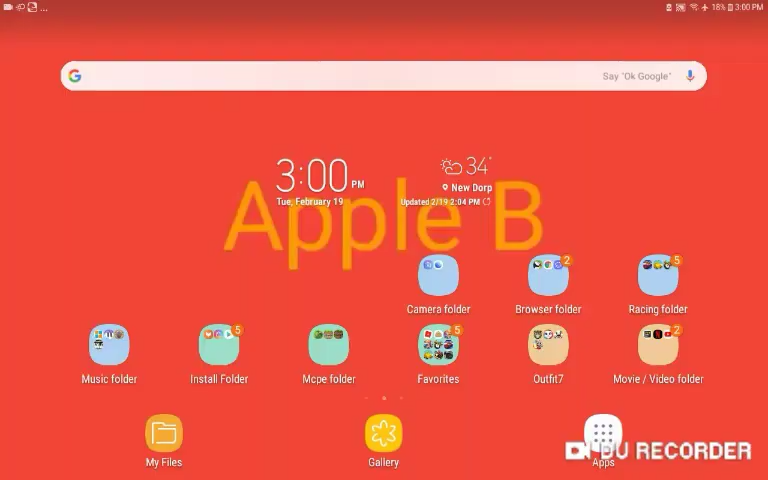 ... 18% 3:00 PM
Say "Ok Google"
3:00 PM 34°
Tue, February 19 New Dorp
Updated 2/19 2:04 PM
Apple B
2 5
Camera folder Browser folder Racing folder
5 5 2
Music folder Install Folder Mcpe folder Favorites Outfit7 Movie / Video folder
My Files Gallery Apps
DU RECORDER